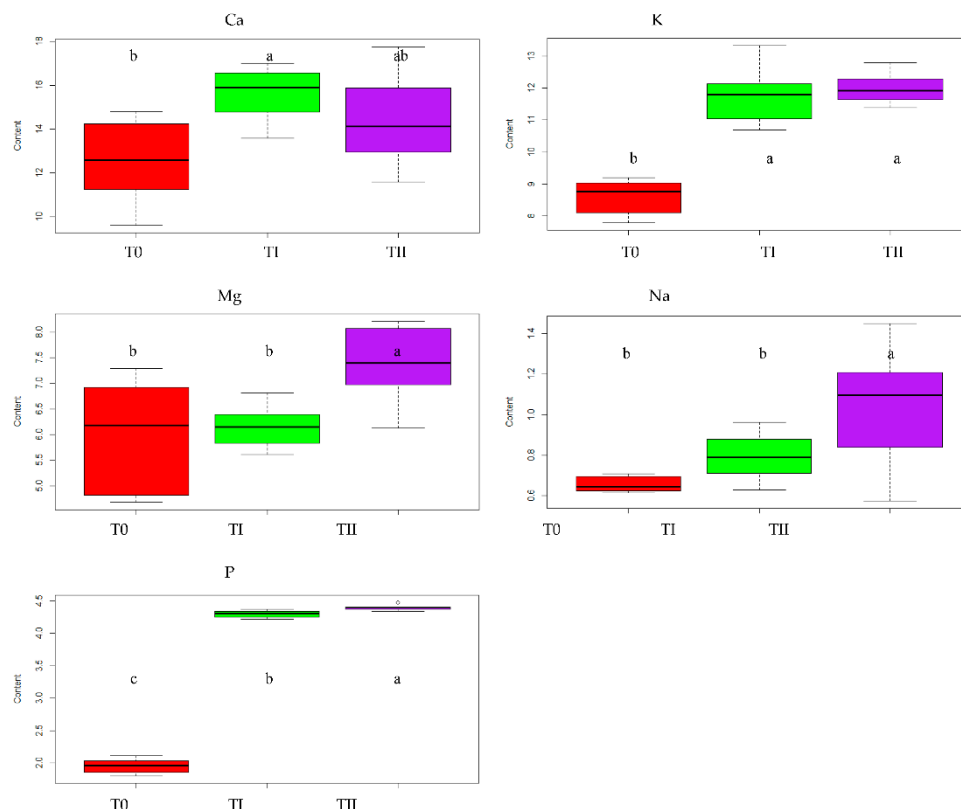 Ca
Content
18
16
14
12
10
b
a
ab
T0
TI
TII
K
Content
13
12
11
10
9
8
b
a
a
T0
TI
TII
Mg
Content
8.0
7.5
7.0
6.5
6.0
5.5
5.0
b
b
a
T0
TI
TII
Na
Content
1.4
1.2
1.0
0.8
0.6
b
b
a
T0
TI
TII
P
Content
4.5
4.0
3.5
3.0
2.5
2.0
c
b
a
T0
TI
TII